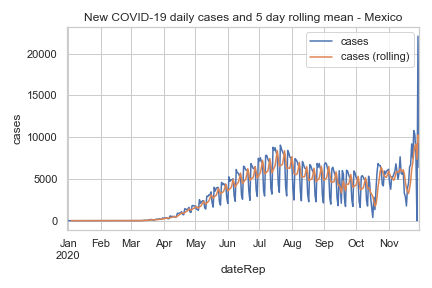 New COVID-19 daily cases and 5 day rolling mean - Mexico
cases
cases (rolling)
20000
15000
10000
5000
0
cases
Jan Feb Mar Apr May Jun Jul Aug Sep Oct Nov
2020
dateRep